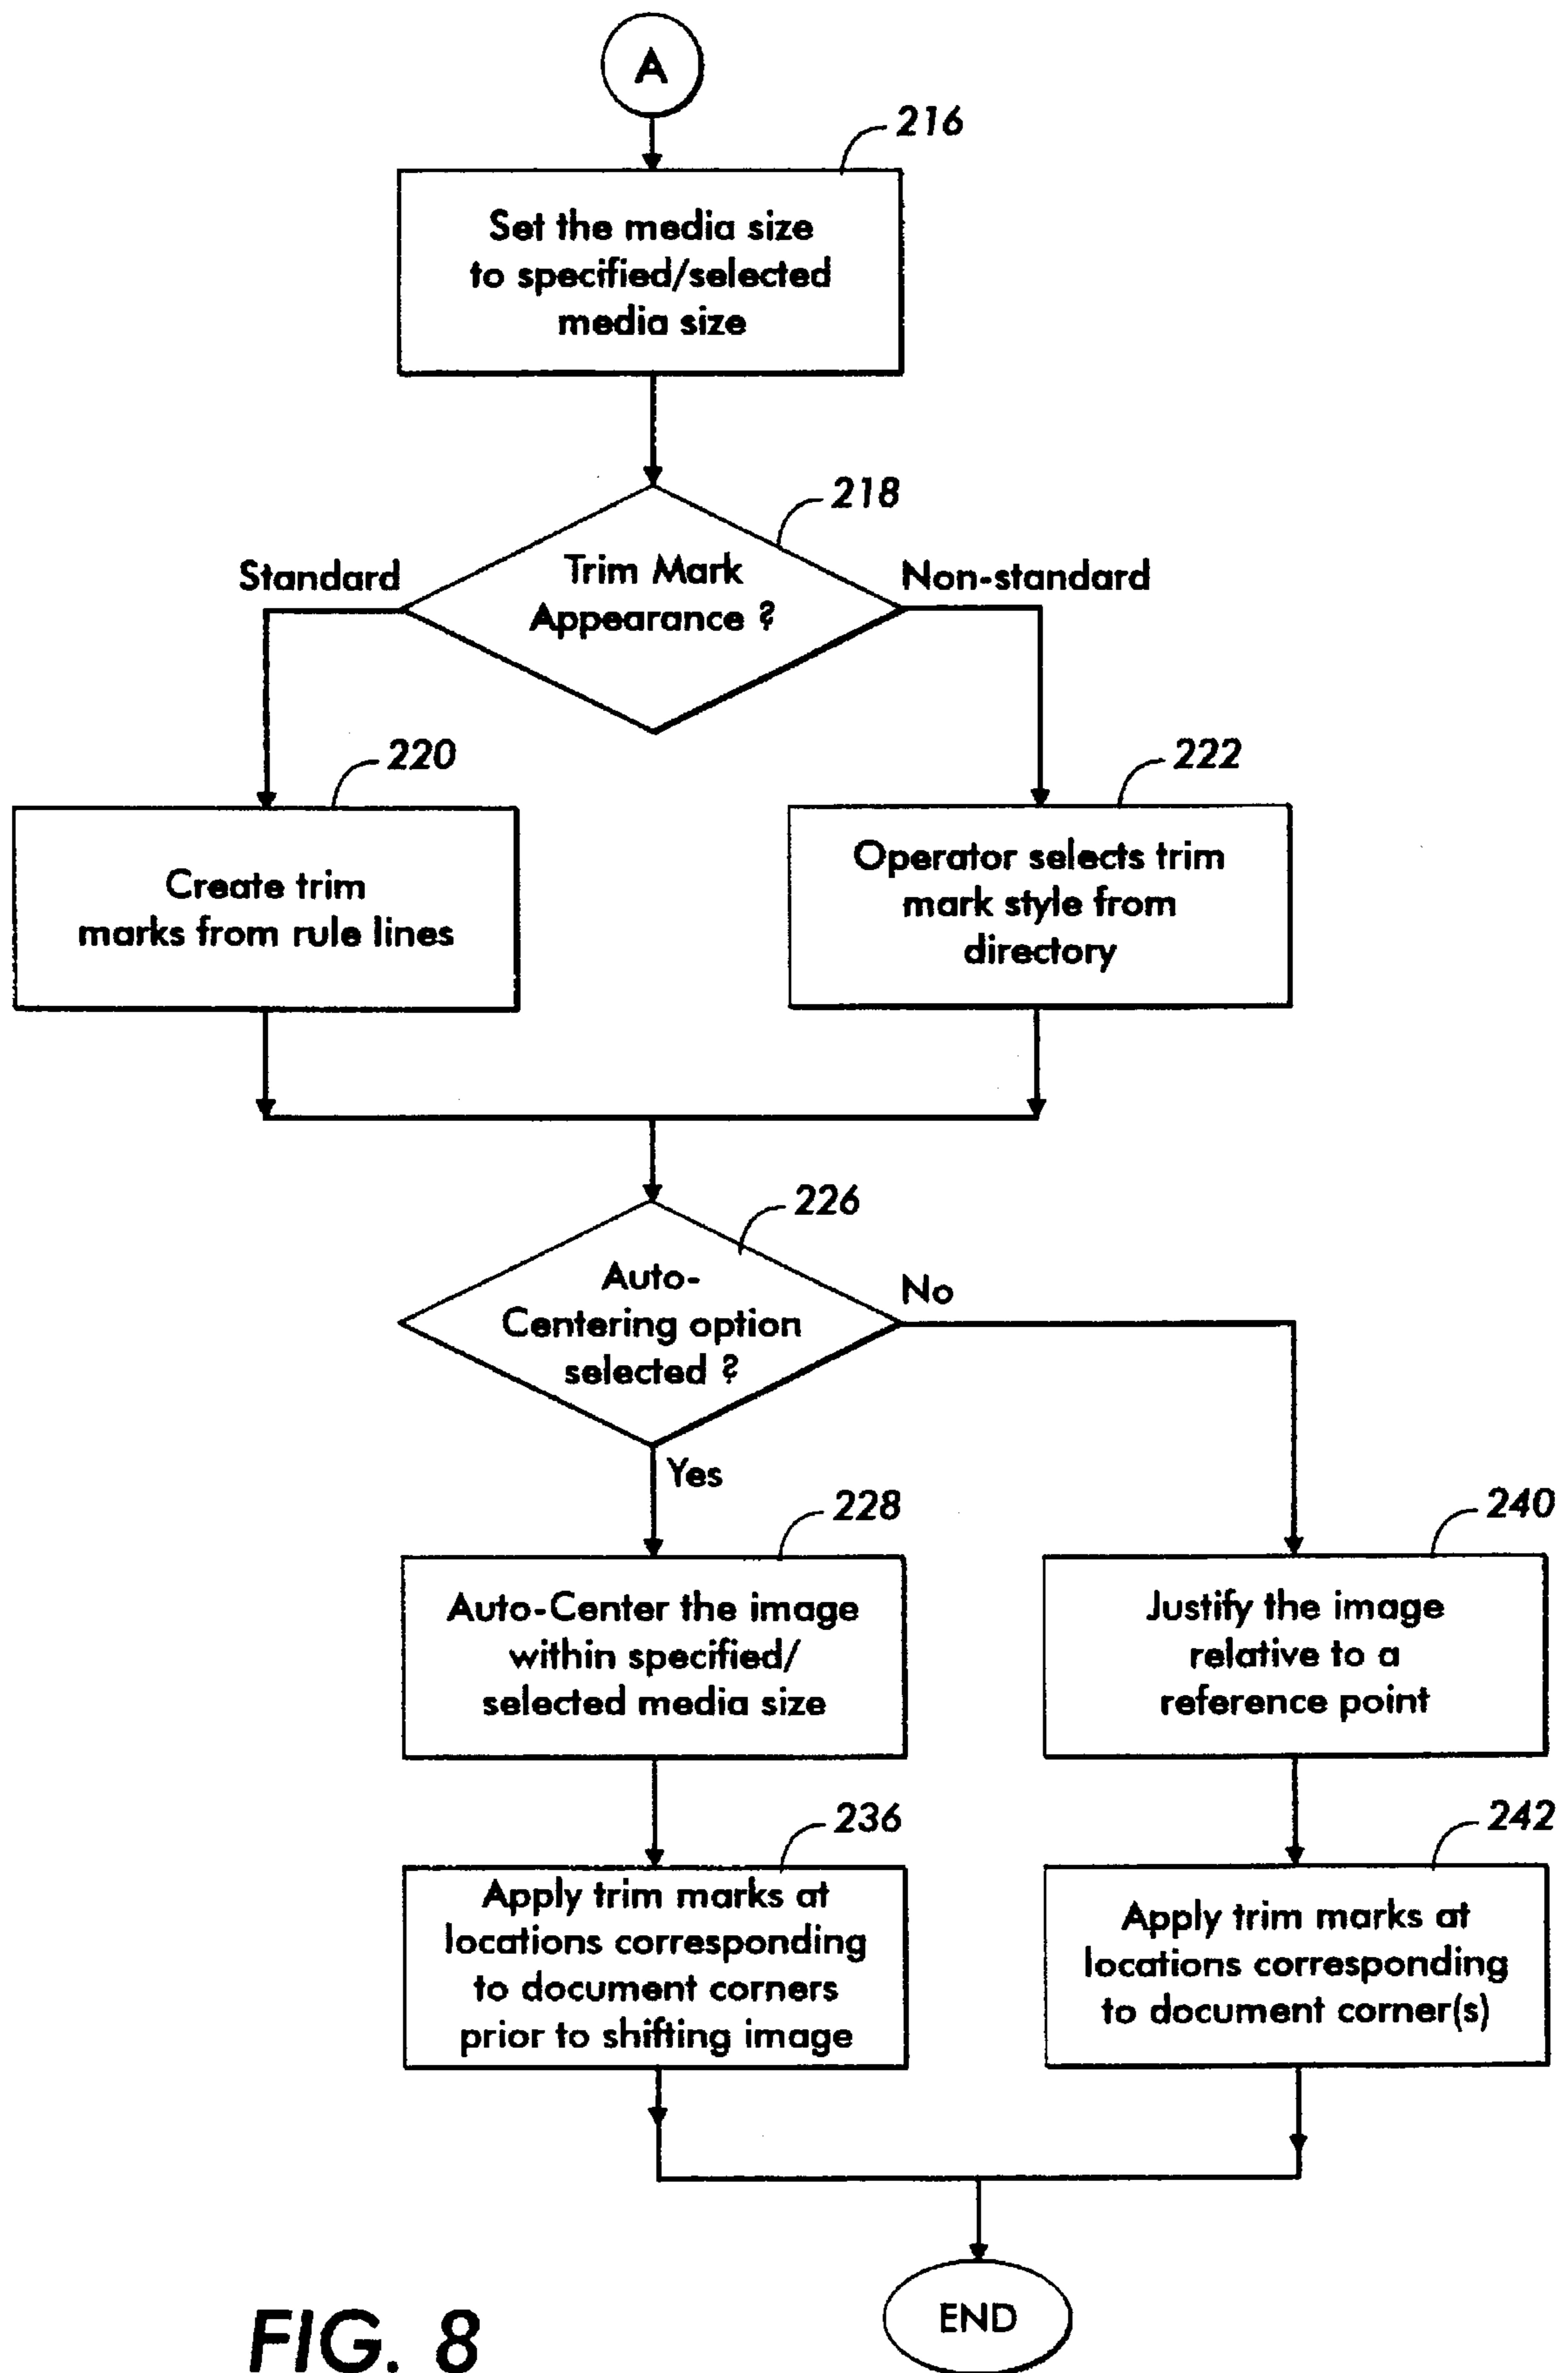 A
216
Set the media size
to specified/selected
media size
218
Standard
Trim Mark
Appearance ?
Non-standard
220
222
Create trim
marks from rule lines
Operator selects trim
mark style from
directory
226
Auto-
Centering option
selected ?
No
Yes
228
240
Auto-Center the image
within specified/
selected media size
Justify the image
relative to a
reference point
236
242
Apply trim marks at
locations corresponding
to document corners
prior to shifting image
Apply trim marks at
locations corresponding
to document corner(s)
END
FIG. 8